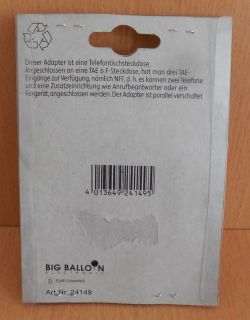 Dieser Adapter ist eine Telefontischsteckdose.
Angeschlossen an eine TAE 6 F-Steckdose, hat man drei TAE-
Eingänge zur Verfügung, nämlich NFF, d. h. es können zwei Telefone
und eine Zusatzeinrichtung wie Anrufbeantworter oder ein
Faxgerät, angeschlossen werden. Der Adapter ist parallel verschaltet
4 013649 241495
BIG BALLOON
ELECTRONIC
D
Art.Nr. 24149